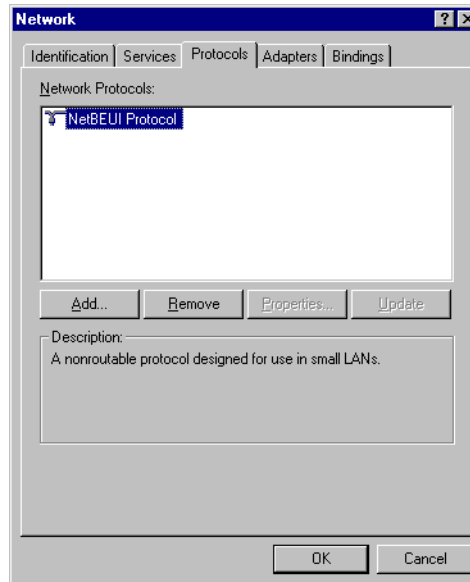 Network
Identification Services Protocols Adapters Bindings
Network Protocols:
NetBEUI Protocol
Add... Remove Properties... Update
Description:
A nonroutable protocol designed for use in small LANs.
OK Cancel